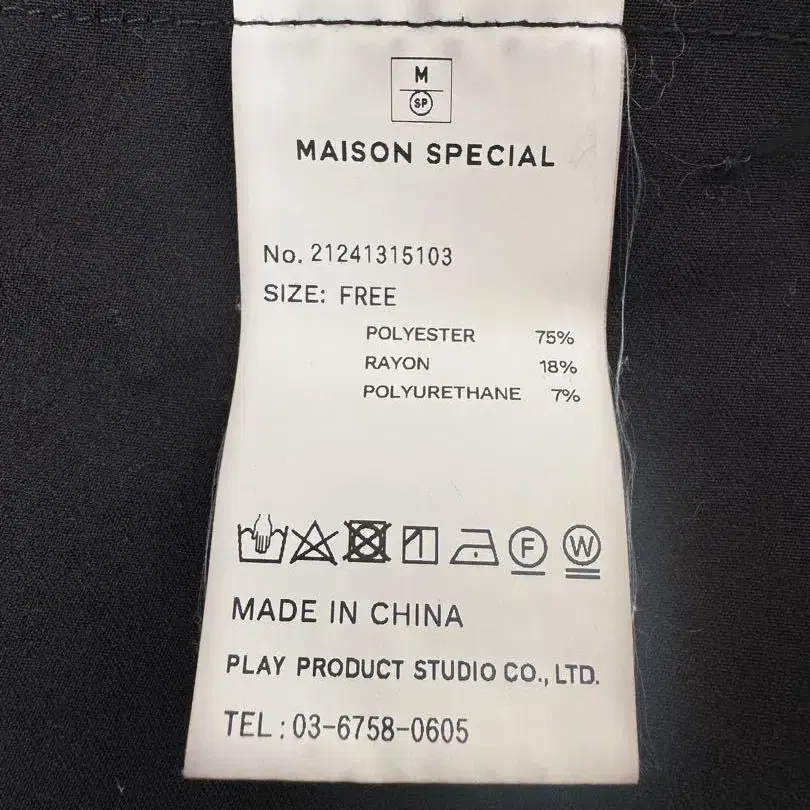 M
SP
MAISON SPECIAL
No. 21241315103
SIZE: FREE
POLYESTER 75%
RAYON 18%
POLYURETHANE 7%
F W
MADE IN CHINA
PLAY PRODUCT STUDIO CO., LTD.
TEL : 03-6758-0605